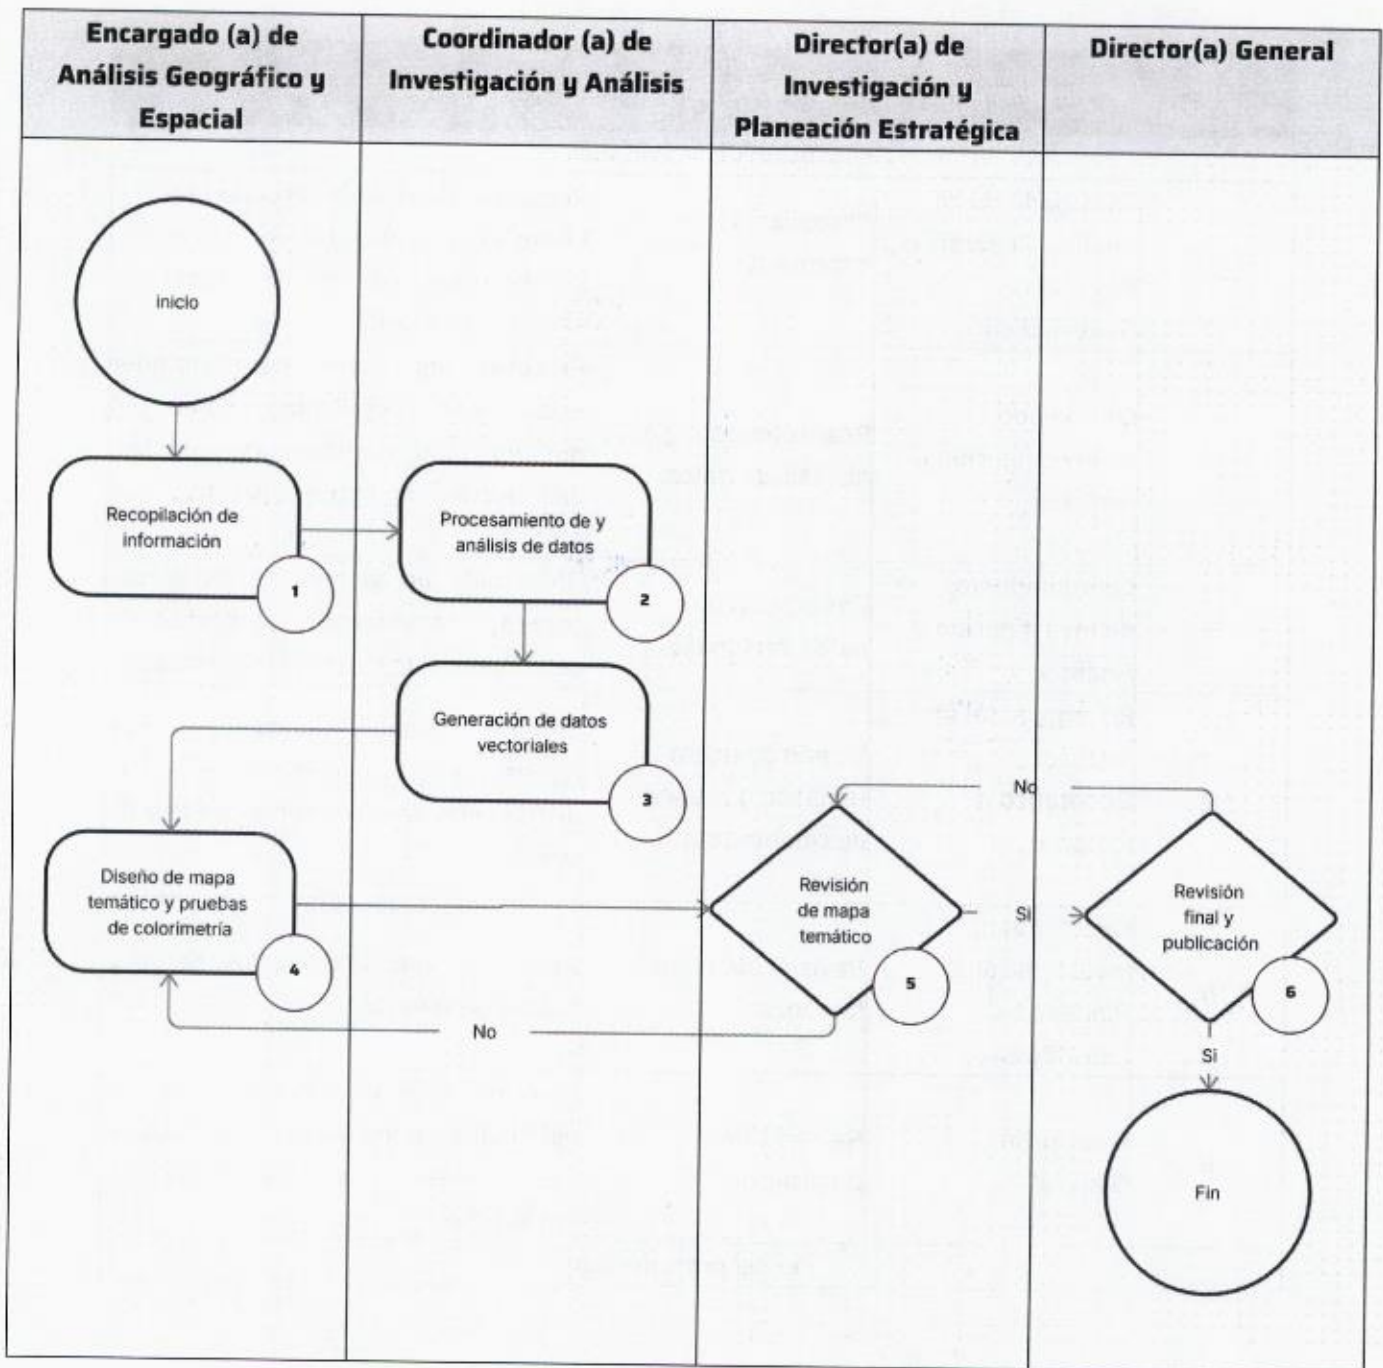 Encargado (a) de
Análisis Geográfico y
Espacial
Coordinador (a) de
Investigación y Análisis
Director(a) de
Investigación y
Planeación Estratégica
Director(a) General
inicio
Recopilación de
información
1
Procesamiento de y
análisis de datos
2
Generación de datos
vectoriales
3
Diseño de mapa
temático y pruebas
de colorimetría
4
No
Revisión
de mapa
temático
5
Si
No
Revisión
final y
publicación
6
Si
Fin